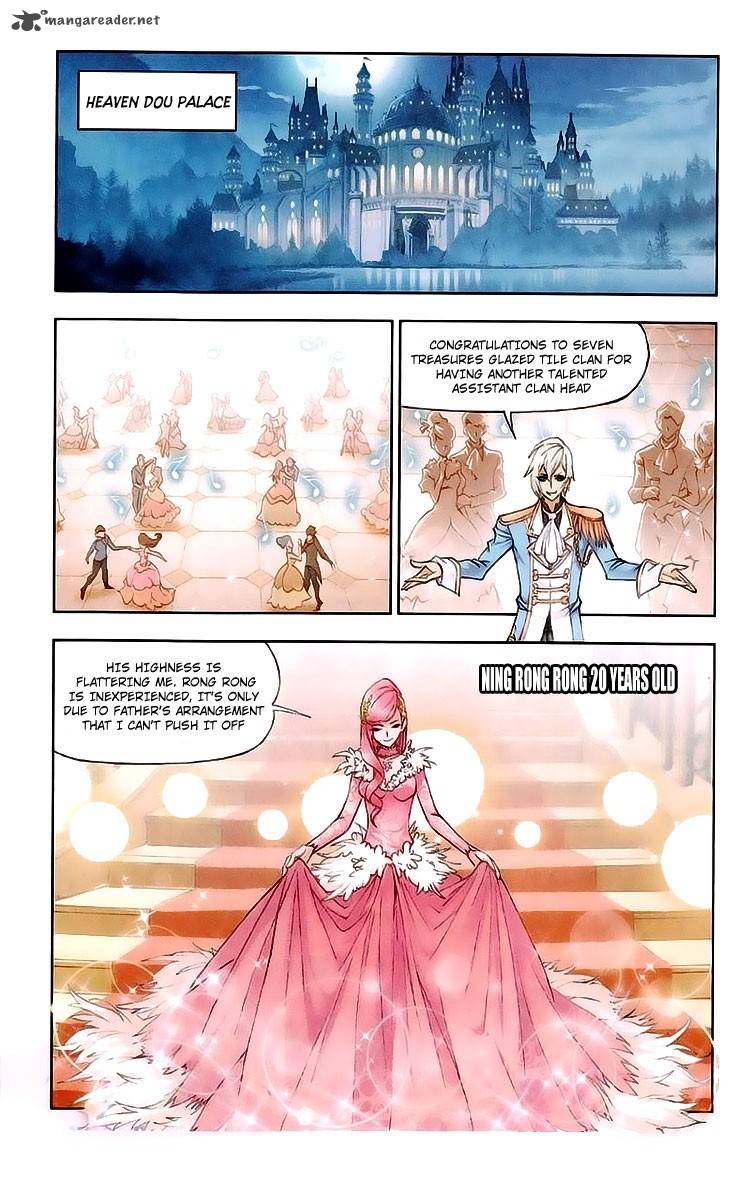 mangareader.net
HEAVEN DOU PALACE
CONGRATULATIONS TO SEVEN
TREASURES GLAZED TILE CLAN FOR
HAVING ANOTHER TALENTED
ASSISTANT CLAN HEAD
HIS HIGHNESS IS
FLATTERING ME. RONG RONG
IS INEXPERIENCED, IT'S ONLY
DUE TO FATHER'S ARRANGEMENT
THAT I CAN'T PUSH IT OFF
NING RONG RONG 20 YEARS OLD